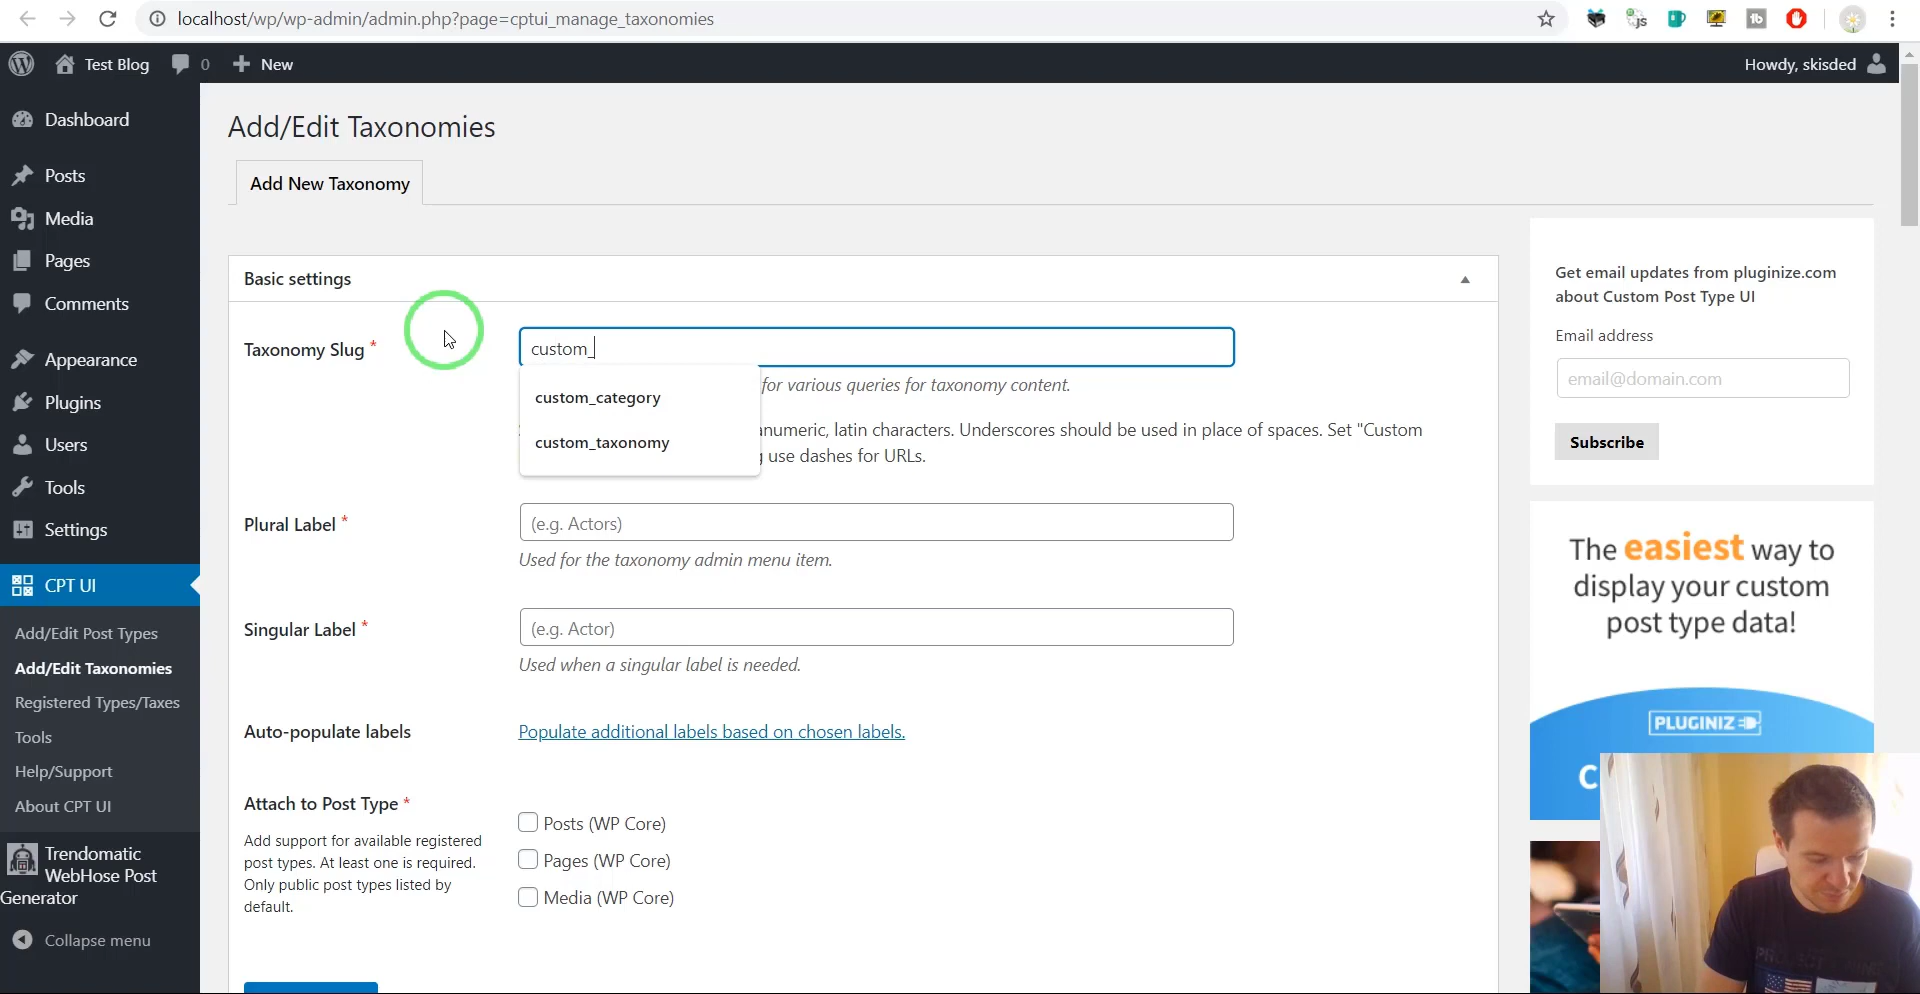 localhost/wp/wp-admin/admin.php?page=cptui_manage_taxonomies
js
tb
Test Blog
0
New
Howdy, skisded
Dashboard
Posts
Media
Pages
Comments
Appearance
Plugins
Users
Tools
Settings
CPT UI
Add/Edit Post Types
Add/Edit Taxonomies
Registered Types/Taxes
Tools
Help/Support
About CPT UI
Trendomatic
WebHose Post
Generator
Collapse menu
Add/Edit Taxonomies
Add New Taxonomy
Basic settings
Taxonomy Slug *
custom_
custom_category
custom_taxonomy
for various queries for taxonomy content.
anumeric, latin characters. Underscores should be used in place of spaces. Set "Custom
use dashes for URLs.
Plural Label *
(e.g. Actors)
Used for the taxonomy admin menu item.
Singular Label *
(e.g. Actor)
Used when a singular label is needed.
Auto-populate labels
Populate additional labels based on chosen labels.
Attach to Post Type *
Add support for available registered
post types. At least one is required.
Only public post types listed by
default.
Posts (WP Core)
Pages (WP Core)
Media (WP Core)
Get email updates from pluginize.com
about Custom Post Type UI
Email address
email@domain.com
Subscribe
The easiest way to
display your custom
post type data!
PLUGINIZ
C